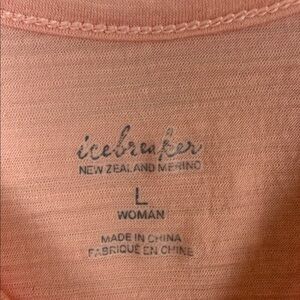 icebreaker
NEW ZEALAND MERINO
L
WOMAN
MADE IN CHINA
FABRIQUÉ EN CHINE